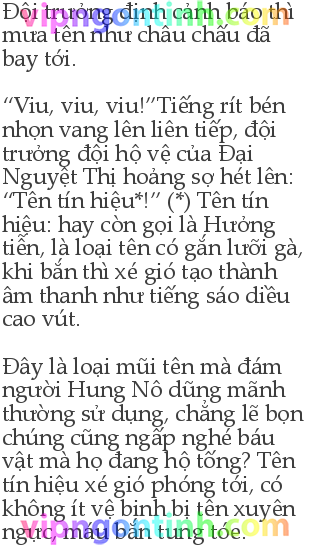 Đội trưởng định cảnh báo thì
vipngontinh.com
mưa tên như châu chấu đã
bay tới.
“Viu, viu, viu!”Tiếng rít bén
nhọn vang lên liên tiếp, đội
trưởng đội hộ vệ của Đại
Nguyệt Thị hoảng sợ hét lên:
“Tên tín hiệu*!” (*) Tên tín
hiệu: hay còn gọi là Hưởng
tiễn, là loại tên có gắn lưỡi gà,
khi bắn thì xé gió tạo thành
âm thanh như tiếng sáo diều
cao vút.
Đây là loại mũi tên mà đám
người Hung Nô dũng mãnh
thường sử dụng, chẳng lẽ bọn
chúng cũng ngấp nghé báu
vật mà họ đang hộ tống? Tên
tín hiệu xé gió phóng tới, có
không ít vệ binh bị tên xuyên
vipngontinh.com
ngực, máu bắn tung tóe.